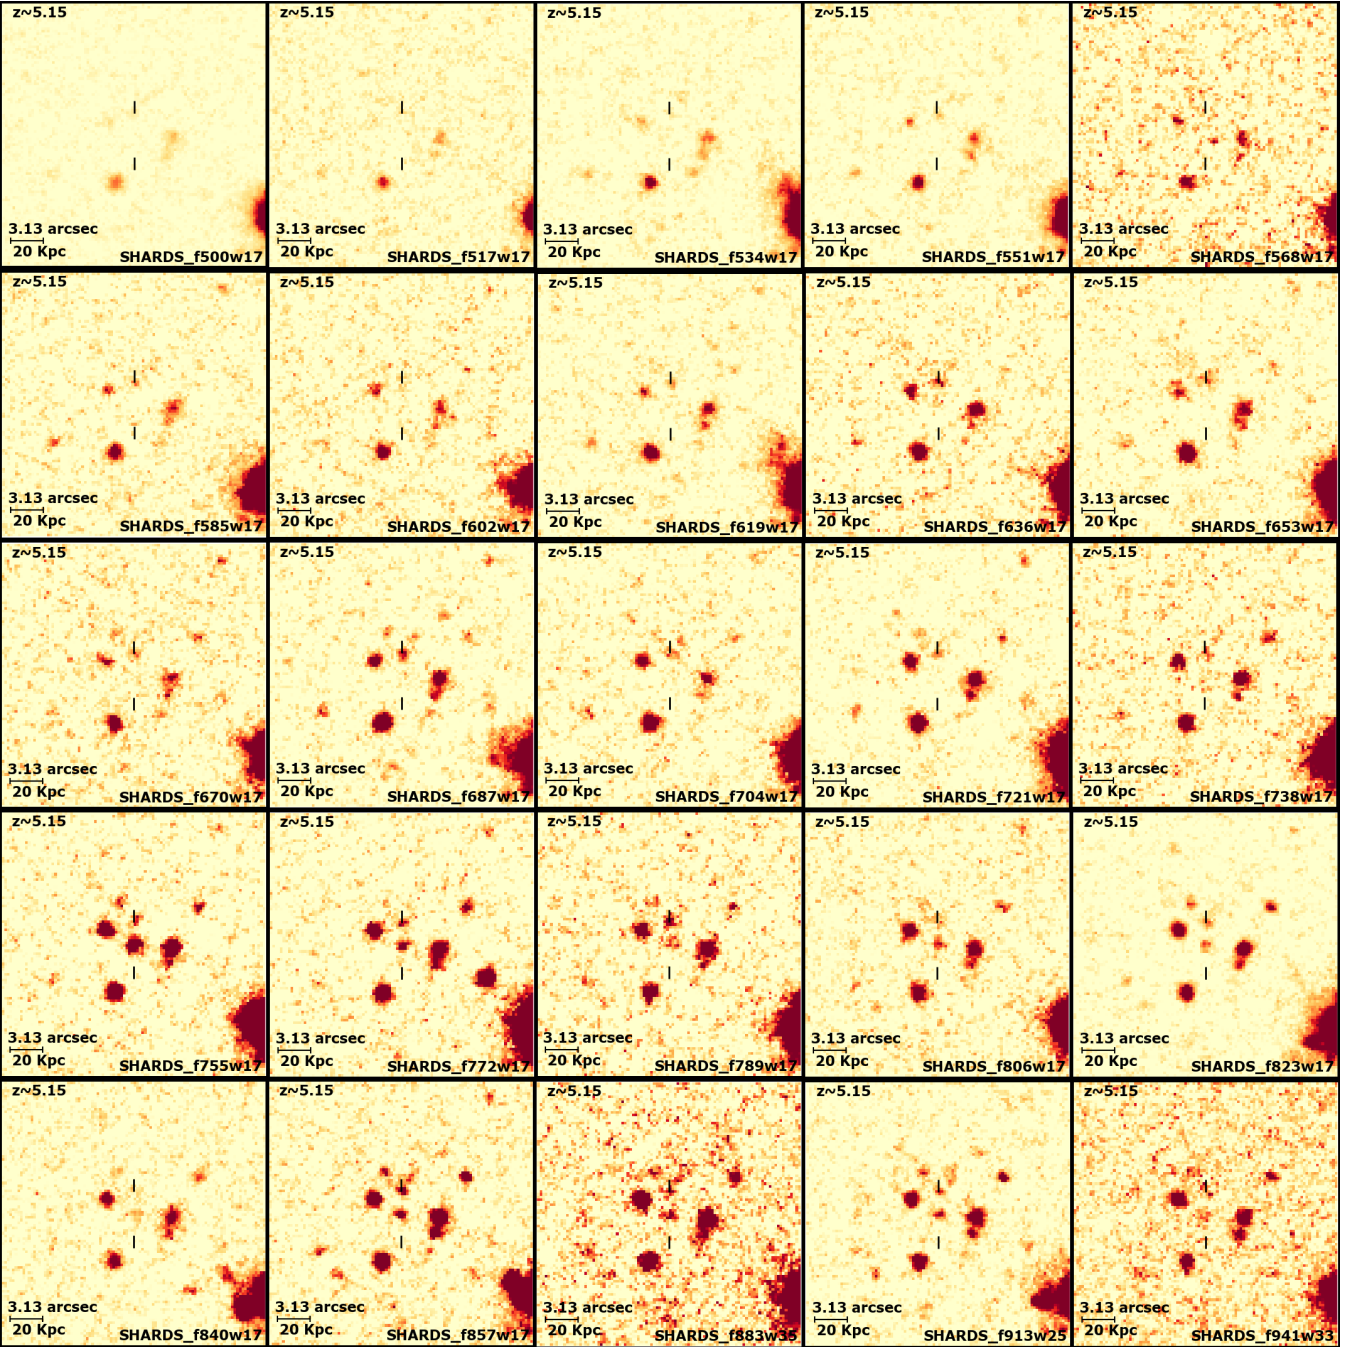 z~5.15
3.13 arcsec
20 Kpc
SHARDS_f500w17
z~5.15
3.13 arcsec
20 Kpc
SHARDS_f517w17
z~5.15
3.13 arcsec
20 Kpc
SHARDS_f534w17
z~5.15
3.13 arcsec
20 Kpc
SHARDS_f551w17
z~5.15
3.13 arcsec
20 Kpc
SHARDS_f568w17
z~5.15
3.13 arcsec
20 Kpc
SHARDS_f585w17
z~5.15
3.13 arcsec
20 Kpc
SHARDS_f602w17
z~5.15
3.13 arcsec
20 Kpc
SHARDS_f619w17
z~5.15
3.13 arcsec
20 Kpc
SHARDS_f636w17
z~5.15
3.13 arcsec
20 Kpc
SHARDS_f653w17
z~5.15
3.13 arcsec
20 Kpc
SHARDS_f670w17
z~5.15
3.13 arcsec
20 Kpc
SHARDS_f687w17
z~5.15
3.13 arcsec
20 Kpc
SHARDS_f704w17
z~5.15
3.13 arcsec
20 Kpc
SHARDS_f721w17
z~5.15
3.13 arcsec
20 Kpc
SHARDS_f738w17
z~5.15
3.13 arcsec
20 Kpc
SHARDS_f755w17
z~5.15
3.13 arcsec
20 Kpc
SHARDS_f772w17
z~5.15
3.13 arcsec
20 Kpc
SHARDS_f789w17
z~5.15
3.13 arcsec
20 Kpc
SHARDS_f806w17
z~5.15
3.13 arcsec
20 Kpc
SHARDS_f823w17
z~5.15
3.13 arcsec
20 Kpc
SHARDS_f840w17
z~5.15
3.13 arcsec
20 Kpc
SHARDS_f857w17
z~5.15
3.13 arcsec
20 Kpc
SHARDS_f883w35
z~5.15
3.13 arcsec
20 Kpc
SHARDS_f913w25
z~5.15
3.13 arcsec
20 Kpc
SHARDS_f941w33